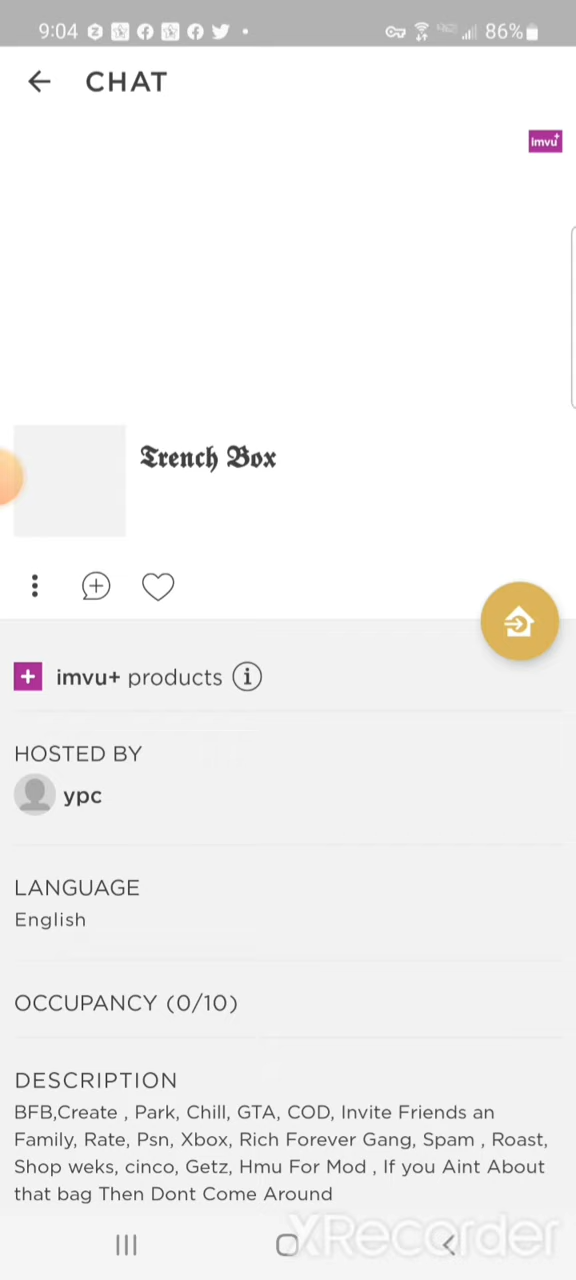 9:04 86%
CHAT
imvu+
Trench Box
imvu+ products
HOSTED BY
ypc
LANGUAGE
English
OCCUPANCY (0/10)
DESCRIPTION
BFB,Create , Park, Chill, GTA, COD, Invite Friends an
Family, Rate, Psn, Xbox, Rich Forever Gang, Spam , Roast,
Shop weks, cinco, Getz, Hmu For Mod , If you Aint About
that bag Then Dont Come Around
XRecorder